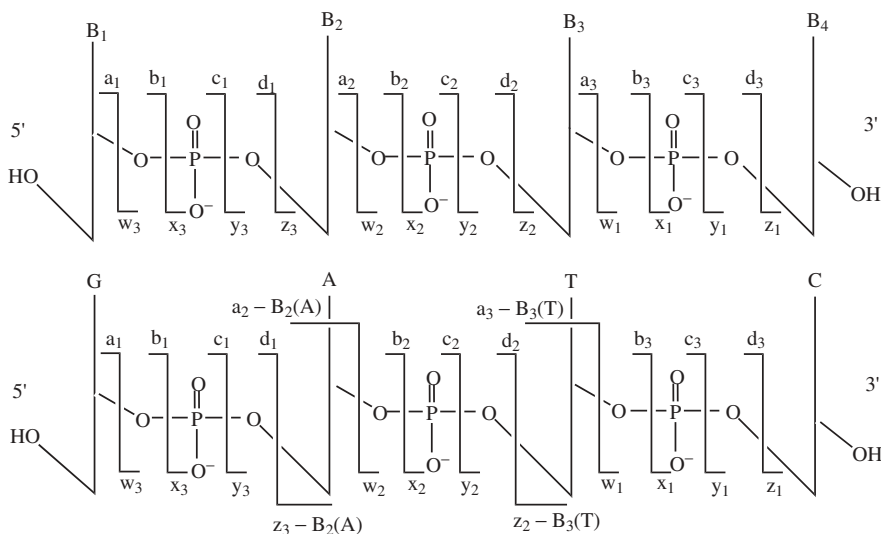 B₁ B₂ B₃ B₄
a₁ b₁ c₁ d₁ a₂ b₂ c₂ d₂ a₃ b₃ c₃ d₃
5' O O O 3'
HO O P O O P O O P O OH
O⁻ O⁻ O⁻
w₃ x₃ y₃ z₃ w₂ x₂ y₂ z₂ w₁ x₁ y₁ z₁
G A T C
a₂ – B₂(A) a₃ – B₃(T)
a₁ b₁ c₁ d₁ b₂ c₂ d₂ b₃ c₃ d₃
5' O O O 3'
HO O P O O P O O P O OH
O⁻ O⁻ O⁻
w₃ x₃ y₃ w₂ x₂ y₂ w₁ x₁ y₁ z₁
z₃ – B₂(A) z₂ – B₃(T)